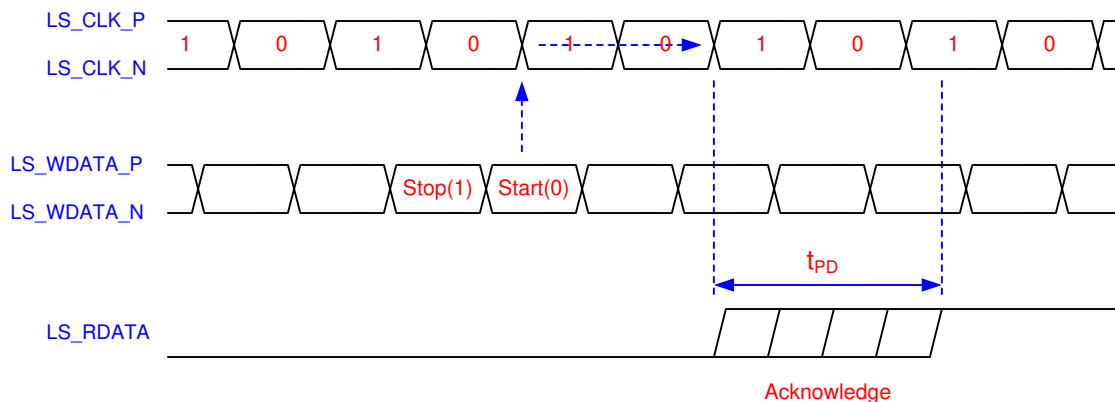 LS_CLK_P
1 0 1 0 1 0 1 0 1 0
LS_CLK_N
LS_WDATA_P
Stop(1) Start(0)
LS_WDATA_N
tPD
LS_RDATA
Acknowledge